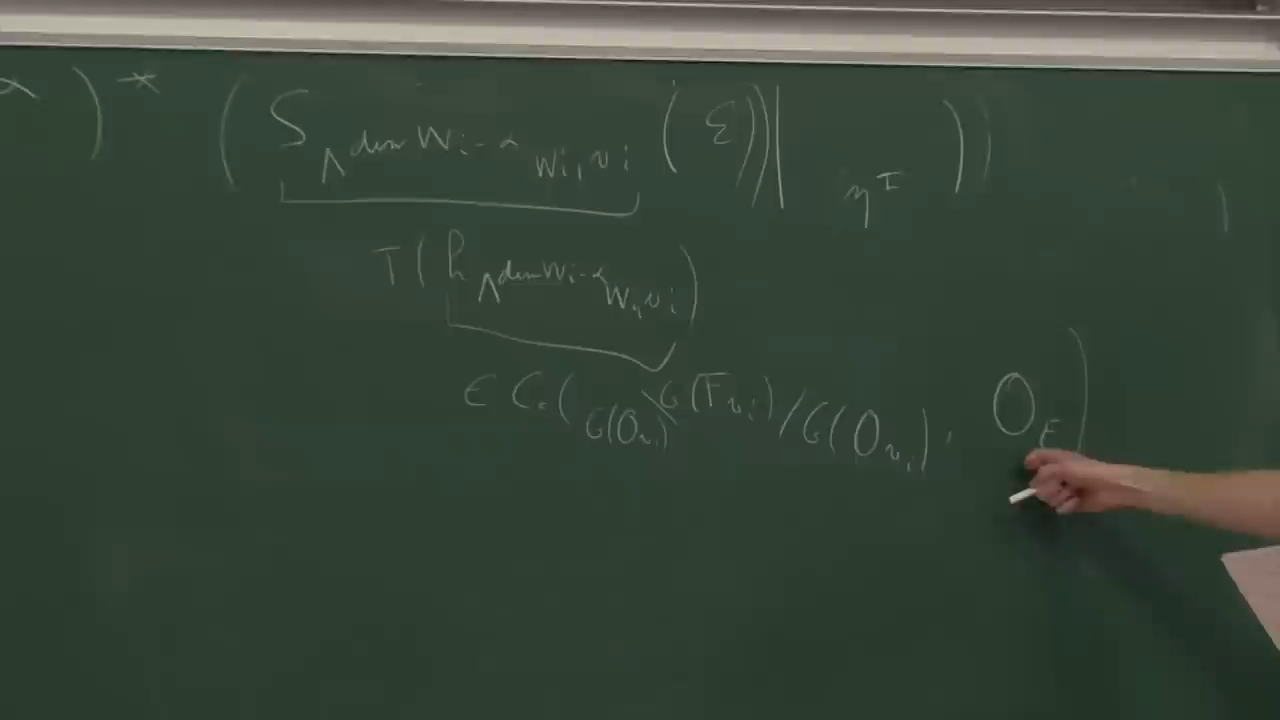 α )* ( S_{Λ^{dim W_i - α} W_i, v_i} ( ℰ ) ) |_{η^I} ) )
T ( h_{Λ^{dim W_i - α} W_i, v_i} )
∈ C_c ( G(O_{v_i}) \ G(F_{v_i}) / G(O_{v_i}) , O_E )